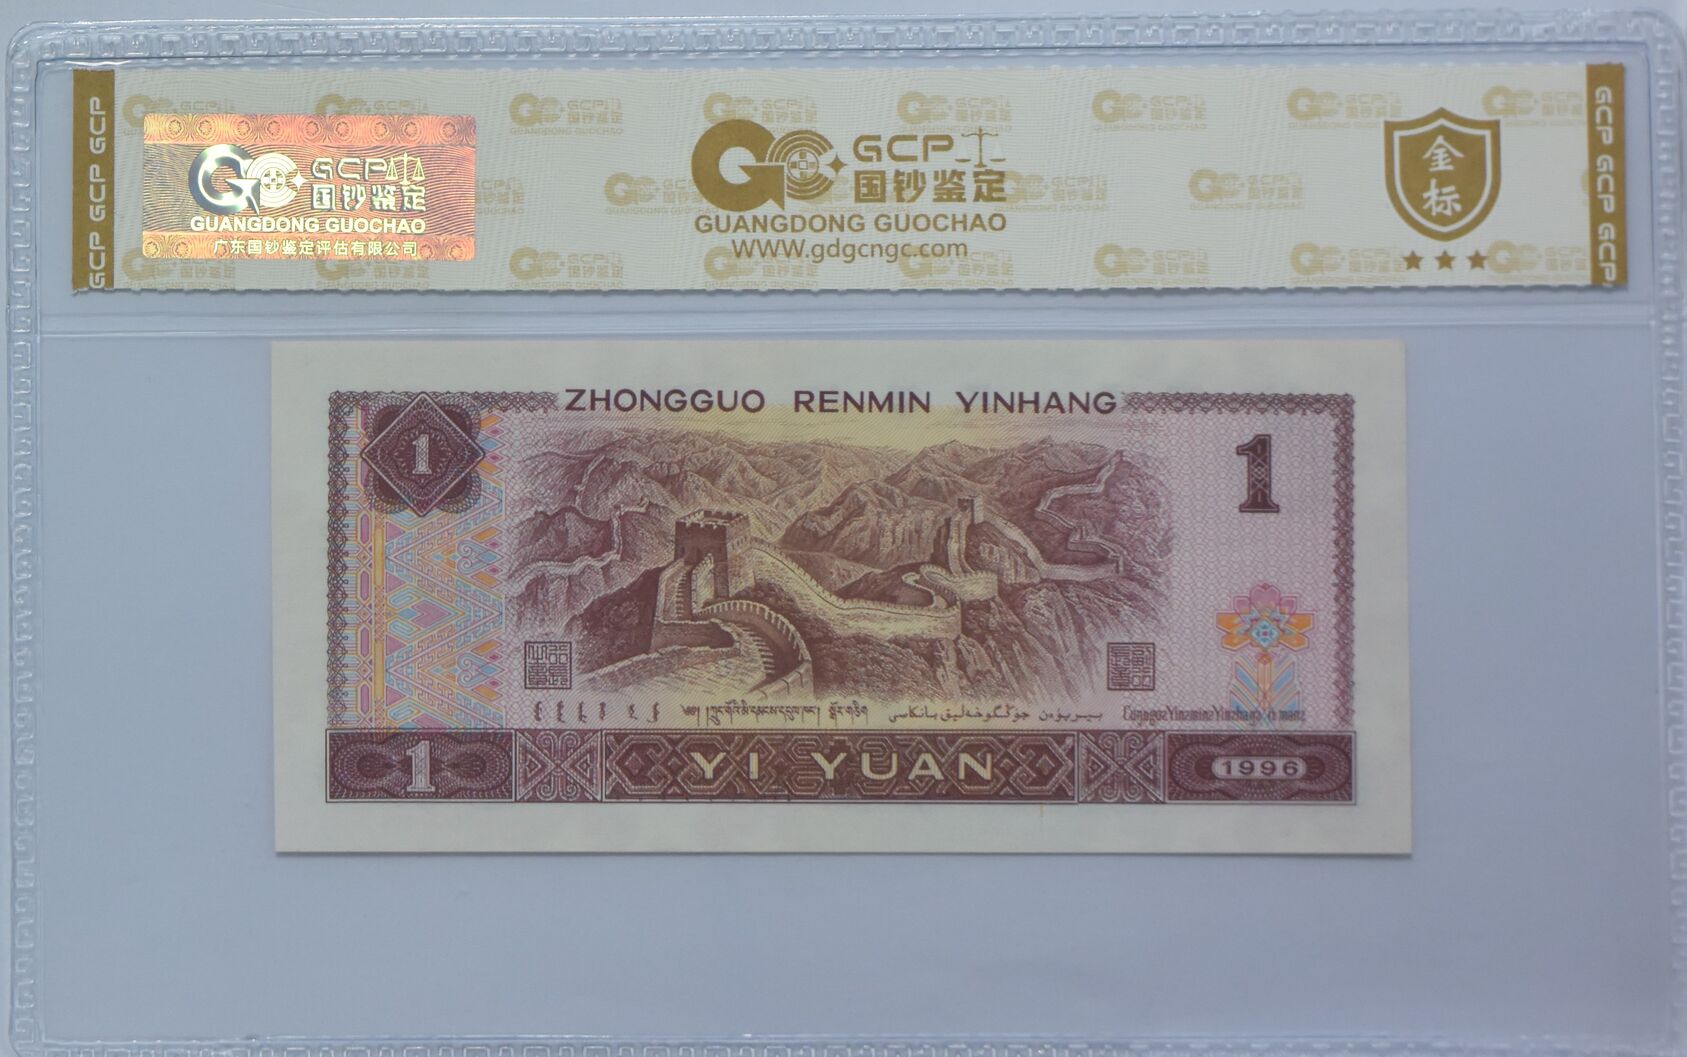 GCP GCP GCP
GCP
国钞鉴定
GUANGDONG GUOCHAO
广东国钞鉴定评估有限公司
GCP
国钞鉴定
GUANGDONG GUOCHAO
WWW.gdgcngc.com
金标
GCP GCP GCP
ZHONGGUO RENMIN YINHANG
1
1
1
YI YUAN
1996